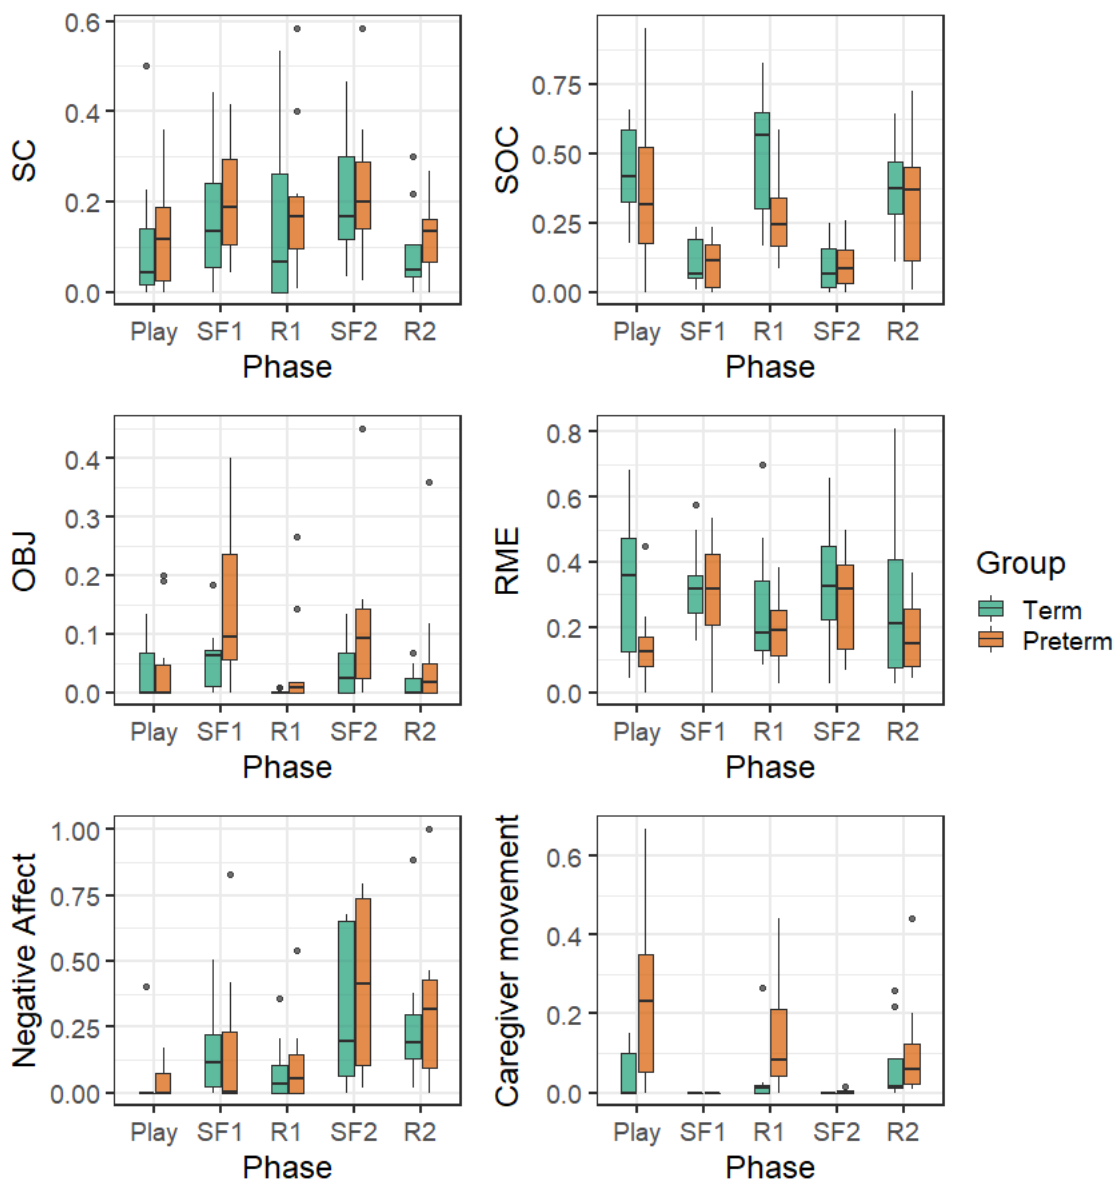 SC
0.6
0.4
0.2
0.0
Play SF1 R1 SF2 R2
Phase
SOC
0.75
0.50
0.25
0.00
Play SF1 R1 SF2 R2
Phase
OBJ
0.4
0.3
0.2
0.1
0.0
Play SF1 R1 SF2 R2
Phase
RME
0.8
0.6
0.4
0.2
0.0
Play SF1 R1 SF2 R2
Phase
Group
Term
Preterm
Negative Affect
1.00
0.75
0.50
0.25
0.00
Play SF1 R1 SF2 R2
Phase
Caregiver movement
0.6
0.4
0.2
0.0
Play SF1 R1 SF2 R2
Phase